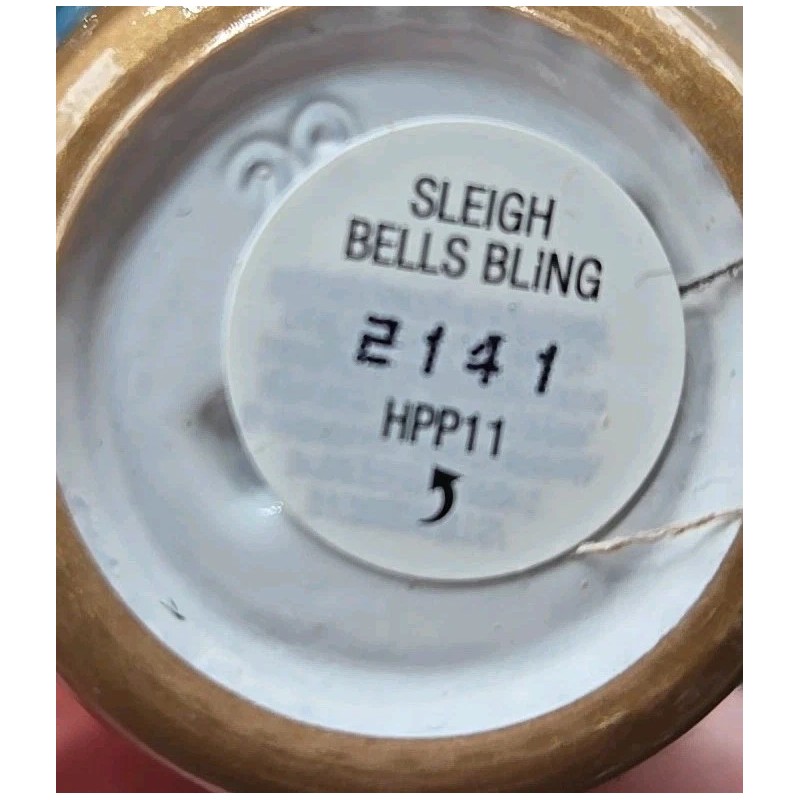 SLEIGH
BELLS BLiNG
2141
HPP11